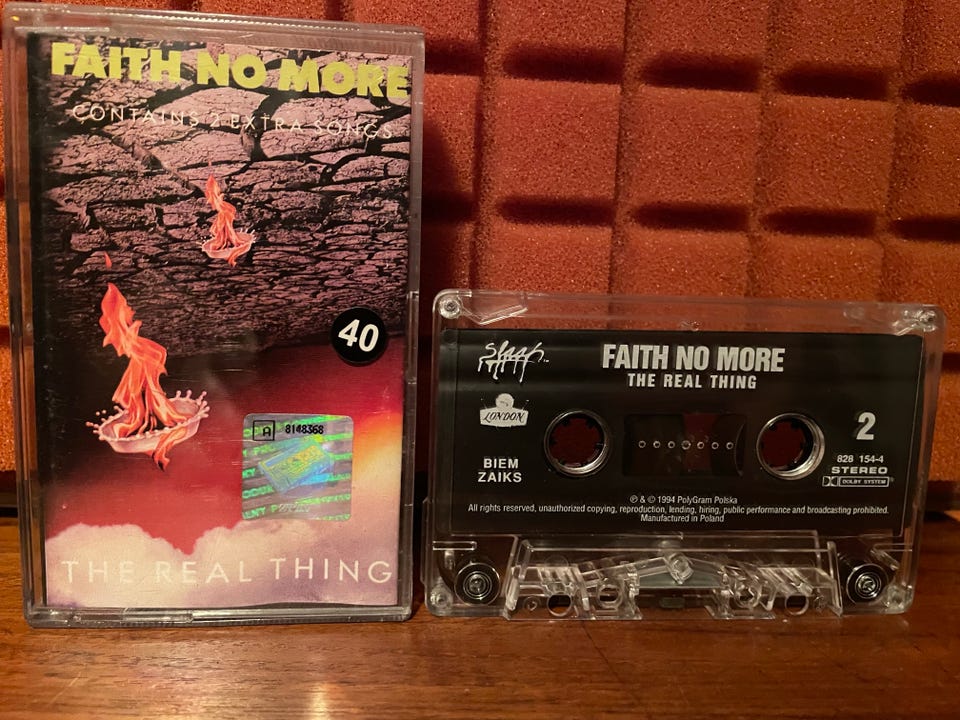 FAITH NO MORE
CONTAINS 2 EXTRA SONGS
40
A 8148368
THE REAL THING
Slash
FAITH NO MORE
THE REAL THING
LONDON
BIEM
ZAIKS
2
828 154-4
STEREO
DOLBY SYSTEM
℗ & © 1994 PolyGram Polska
All rights reserved, unauthorized copying, reproduction, lending, hiring, public performance and broadcasting prohibited.
Manufactured in Poland